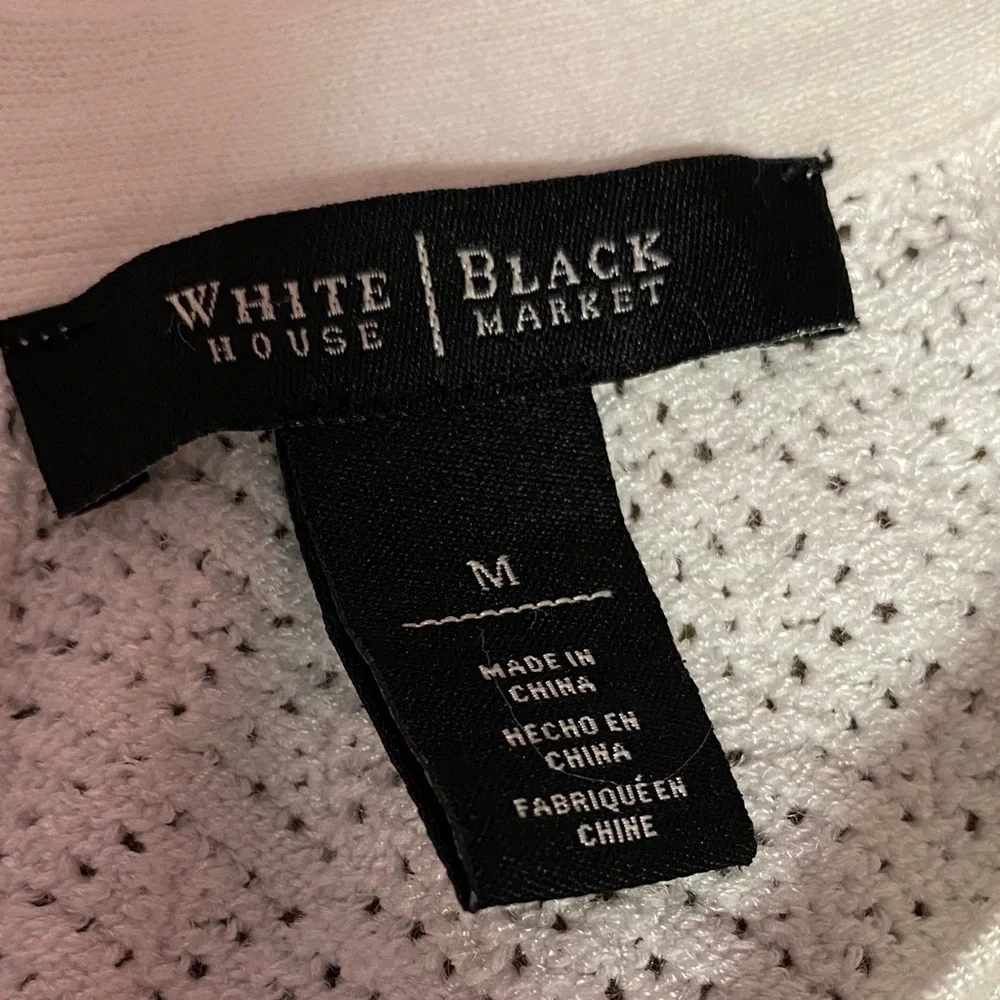 WHITE | BLACK
HOUSE | MARKET
M
MADE IN
CHINA
HECHO EN
CHINA
FABRIQUÉ EN
CHINE